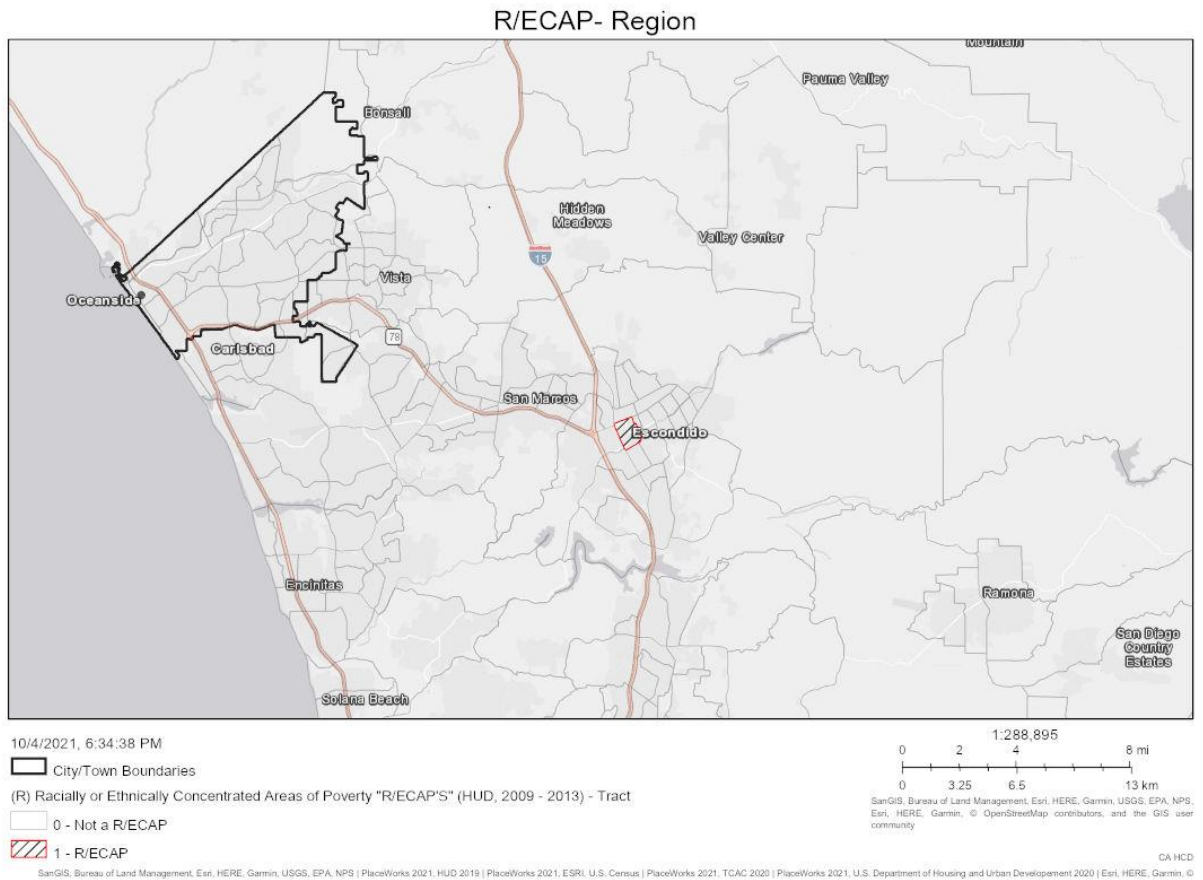 R/ECAP- Region
Mountain
Pauma Valley
Bonsall
Hidden
Meadows
Valley Center
15
Vista
Oceanside
Carlsbad
78
San Marcos
Escondido
Encinitas
Ramona
San Diego
Country
Estates
Solana Beach
10/4/2021, 6:34:38 PM
City/Town Boundaries
(R) Racially or Ethnically Concentrated Areas of Poverty "R/ECAP'S" (HUD, 2009 - 2013) - Tract
0 - Not a R/ECAP
1 - R/ECAP
1:288,895
0 2 4 8 mi
0 3.25 6.5 13 km
SanGIS, Bureau of Land Management, Esri, HERE, Garmin, USGS, EPA, NPS,
Esri, HERE, Garmin, © OpenStreetMap contributors, and the GIS user
community
CA HCD
SanGIS, Bureau of Land Management, Esri, HERE, Garmin, USGS, EPA, NPS | PlaceWorks 2021, HUD 2019 | PlaceWorks 2021, ESRI, U.S. Census | PlaceWorks 2021, TCAC 2020 | PlaceWorks 2021, U.S. Department of Housing and Urban Developement 2020 | Esri, HERE, Garmin, ©